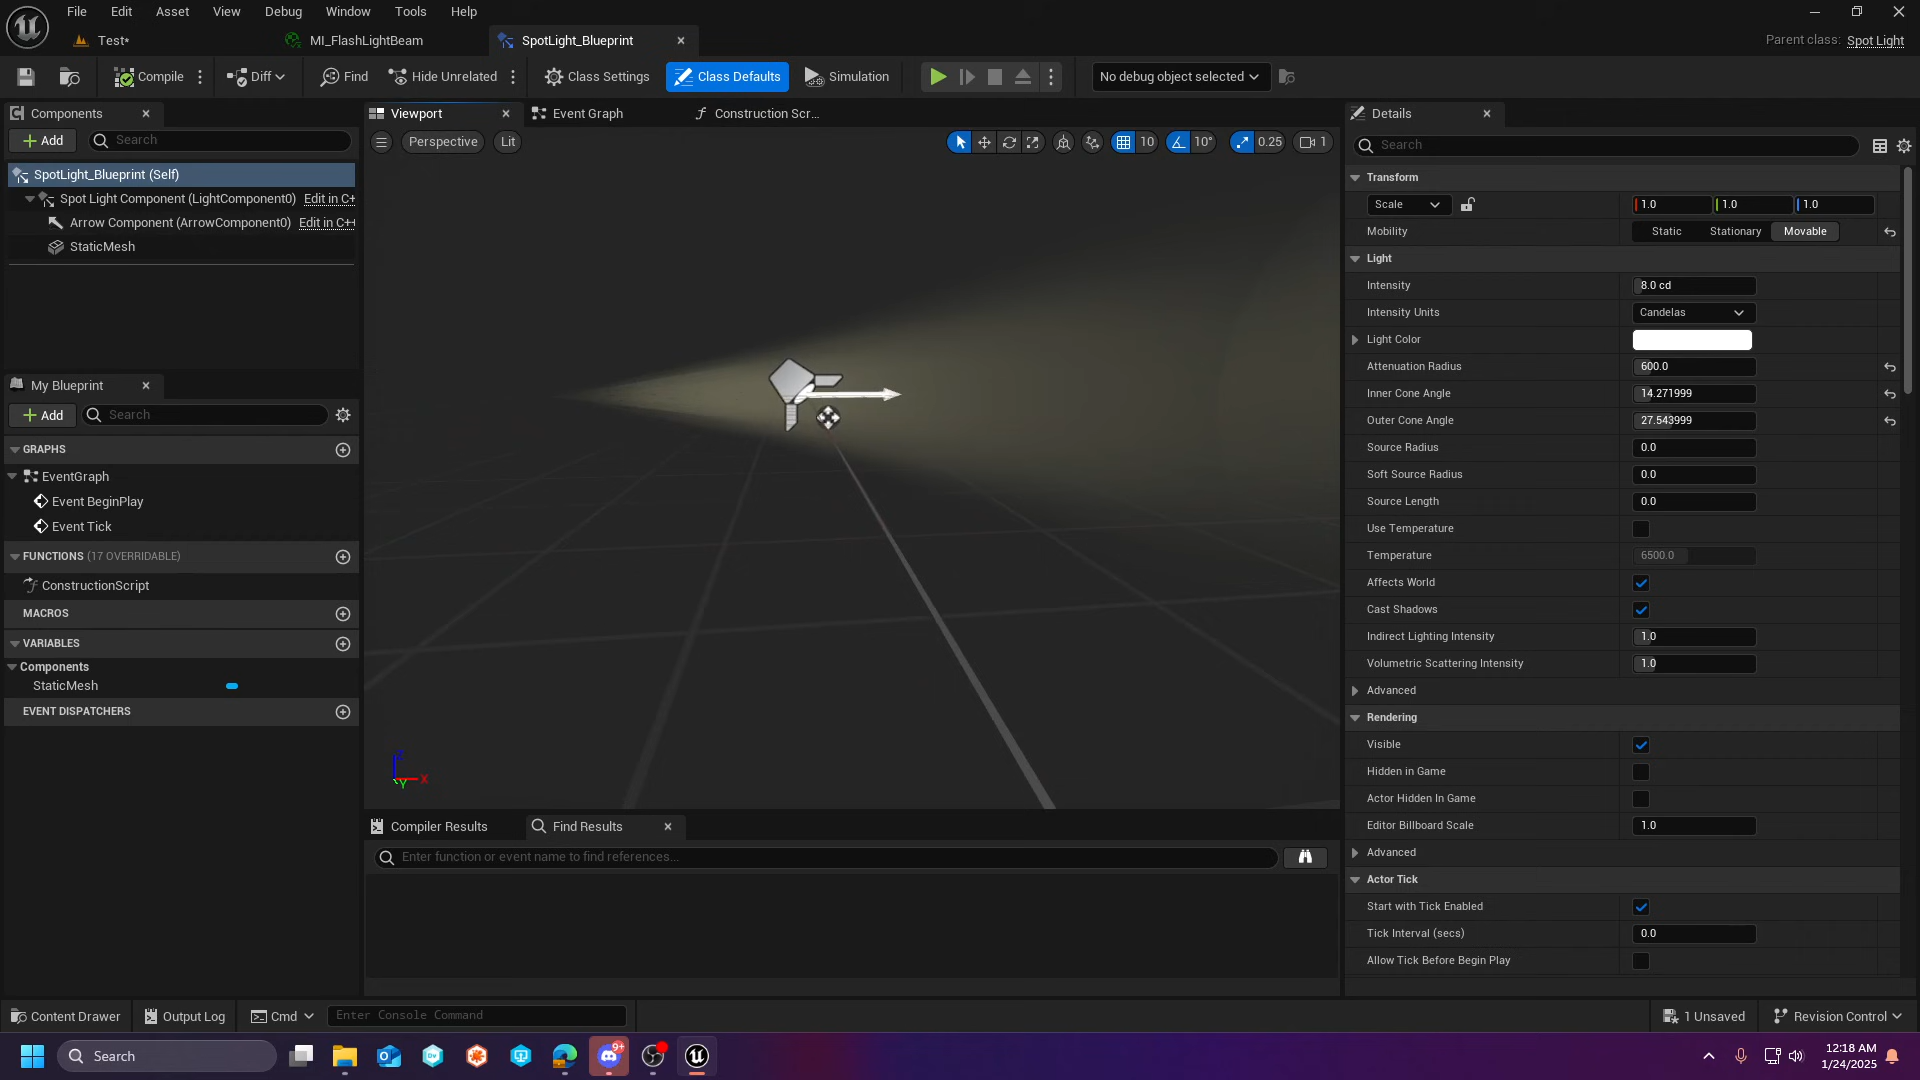 File Edit Asset View Debug Window Tools Help
Test* MI_FlashLightBeam SpotLight_Blueprint Parent class: Spot Light
Compile Diff Find Hide Unrelated Class Settings Class Defaults Simulation No debug object selected
Components
Add Search
SpotLight_Blueprint (Self)
Spot Light Component (LightComponent0) Edit in C+
Arrow Component (ArrowComponent0) Edit in C++
StaticMesh
My Blueprint
Add Search
GRAPHS
EventGraph
Event BeginPlay
Event Tick
FUNCTIONS (17 OVERRIDABLE)
ConstructionScript
MACROS
VARIABLES
Components
StaticMesh
EVENT DISPATCHERS
Viewport Event Graph Construction Scr...
Perspective Lit 10 10° 0.25 1
Z
X
Y
Compiler Results Find Results
Enter function or event name to find references...
Details
Search
Transform
Scale 1.0 1.0 1.0
Mobility Static Stationary Movable
Light
Intensity 8.0 cd
Intensity Units Candelas
Light Color
Attenuation Radius 600.0
Inner Cone Angle 14.271999
Outer Cone Angle 27.543999
Source Radius 0.0
Soft Source Radius 0.0
Source Length 0.0
Use Temperature
Temperature 6500.0
Affects World
Cast Shadows
Indirect Lighting Intensity 1.0
Volumetric Scattering Intensity 1.0
Advanced
Rendering
Visible
Hidden in Game
Actor Hidden In Game
Editor Billboard Scale 1.0
Advanced
Actor Tick
Start with Tick Enabled
Tick Interval (secs) 0.0
Allow Tick Before Begin Play
Content Drawer Output Log Cmd Enter Console Command 1 Unsaved Revision Control
Search 9+ 12:18 AM
1/24/2025